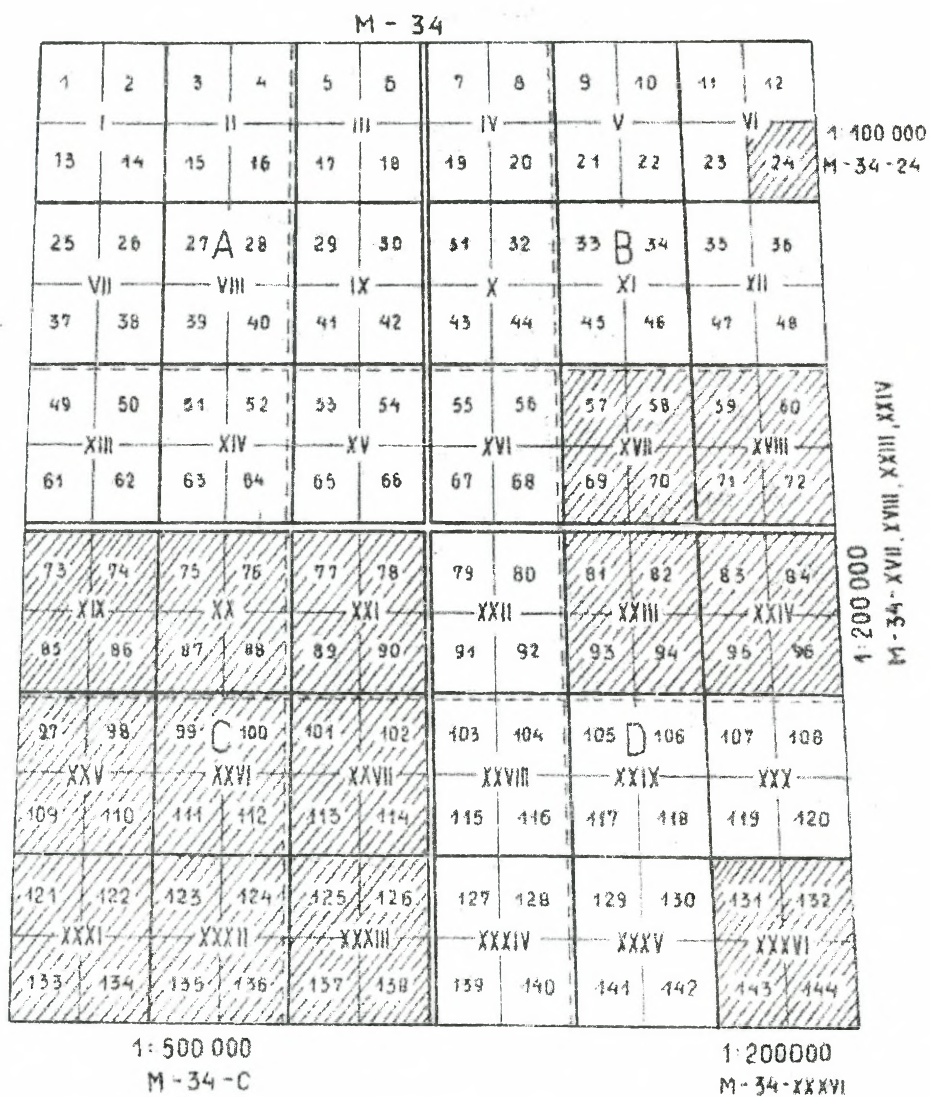 M - 34
1 2 3 4 5 6 7 8 9 10 11 12
I II III IV V VI
1:100 000
13 14 15 16 17 18 19 20 21 22 23 24
M-34-24
25 26 27 A 28 29 30 31 32 33 B 34 35 36
VII VIII IX X XI XII
37 38 39 40 41 42 43 44 45 46 47 48
49 50 51 52 53 54 55 56 57 58 59 60
XIII XIV XV XVI XVII XVIII
61 62 63 64 65 66 67 68 69 70 71 72
1:200 000
M-34-XVII, XVIII, XXIII, XXIV
73 74 75 76 77 78 79 80 81 82 83 84
XIX XX XXI XXII XXIII XXIV
85 86 87 88 89 90 91 92 93 94 95 96
97 98 99 C 100 101 102 103 104 105 D 106 107 108
XXV XXVI XXVII XXVIII XXIX XXX
109 110 111 112 113 114 115 116 117 118 119 120
121 122 123 124 125 126 127 128 129 130 131 132
XXXI XXXII XXXIII XXXIV XXXV XXXVI
133 134 135 136 137 138 139 140 141 142 143 144
1:500 000
M-34-C
1:200000
M-34-XXXVI